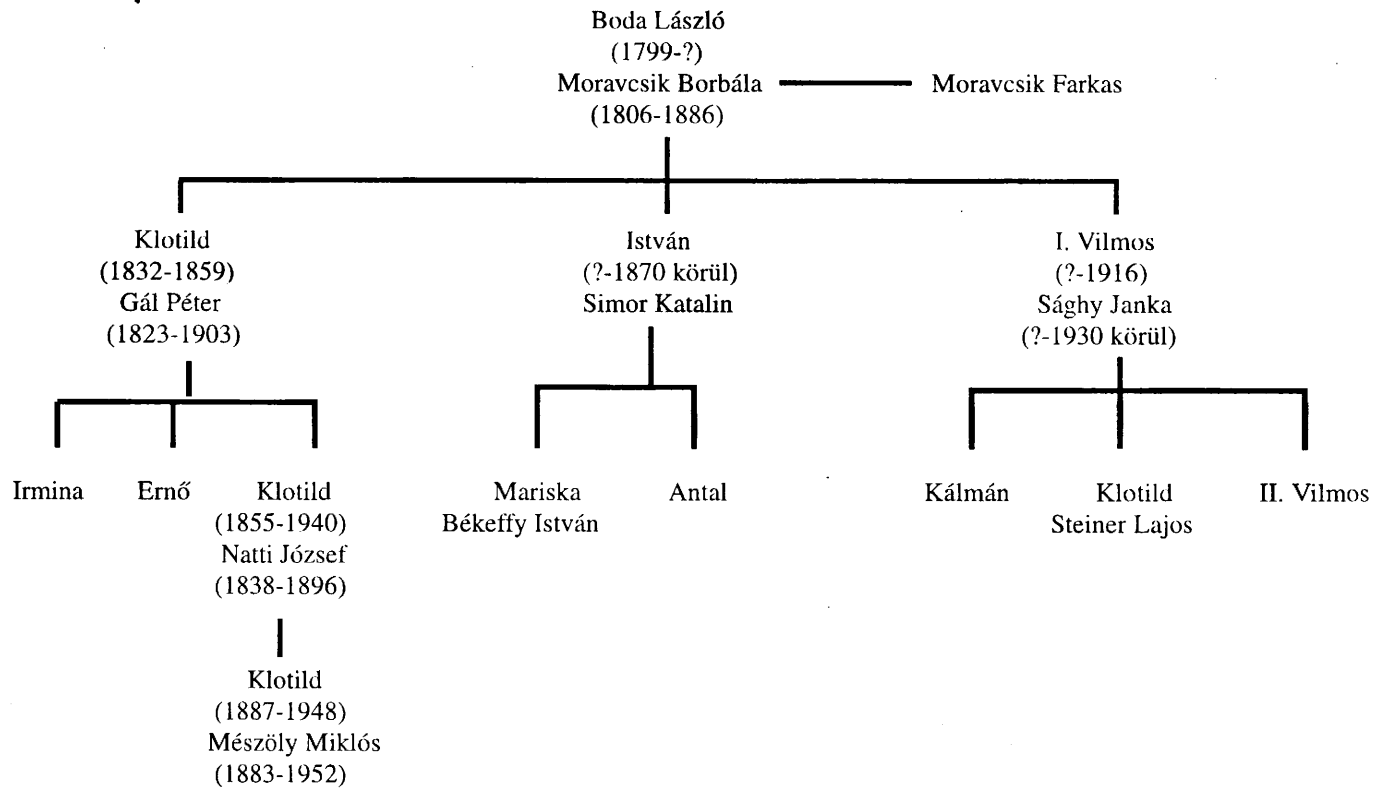 Boda László
(1799-?)
Moravcsik Borbála
(1806-1886)
Moravcsik Farkas
Klotild
(1832-1859)
Gál Péter
(1823-1903)
István
(?-1870 körül)
Simor Katalin
I. Vilmos
(?-1916)
Sághy Janka
(?-1930 körül)
Irmina
Ernő
Klotild
(1855-1940)
Natti József
(1838-1896)
Mariska
Békeffy István
Antal
Kálmán
Klotild
Steiner Lajos
II. Vilmos
Klotild
(1887-1948)
Mészöly Miklós
(1883-1952)